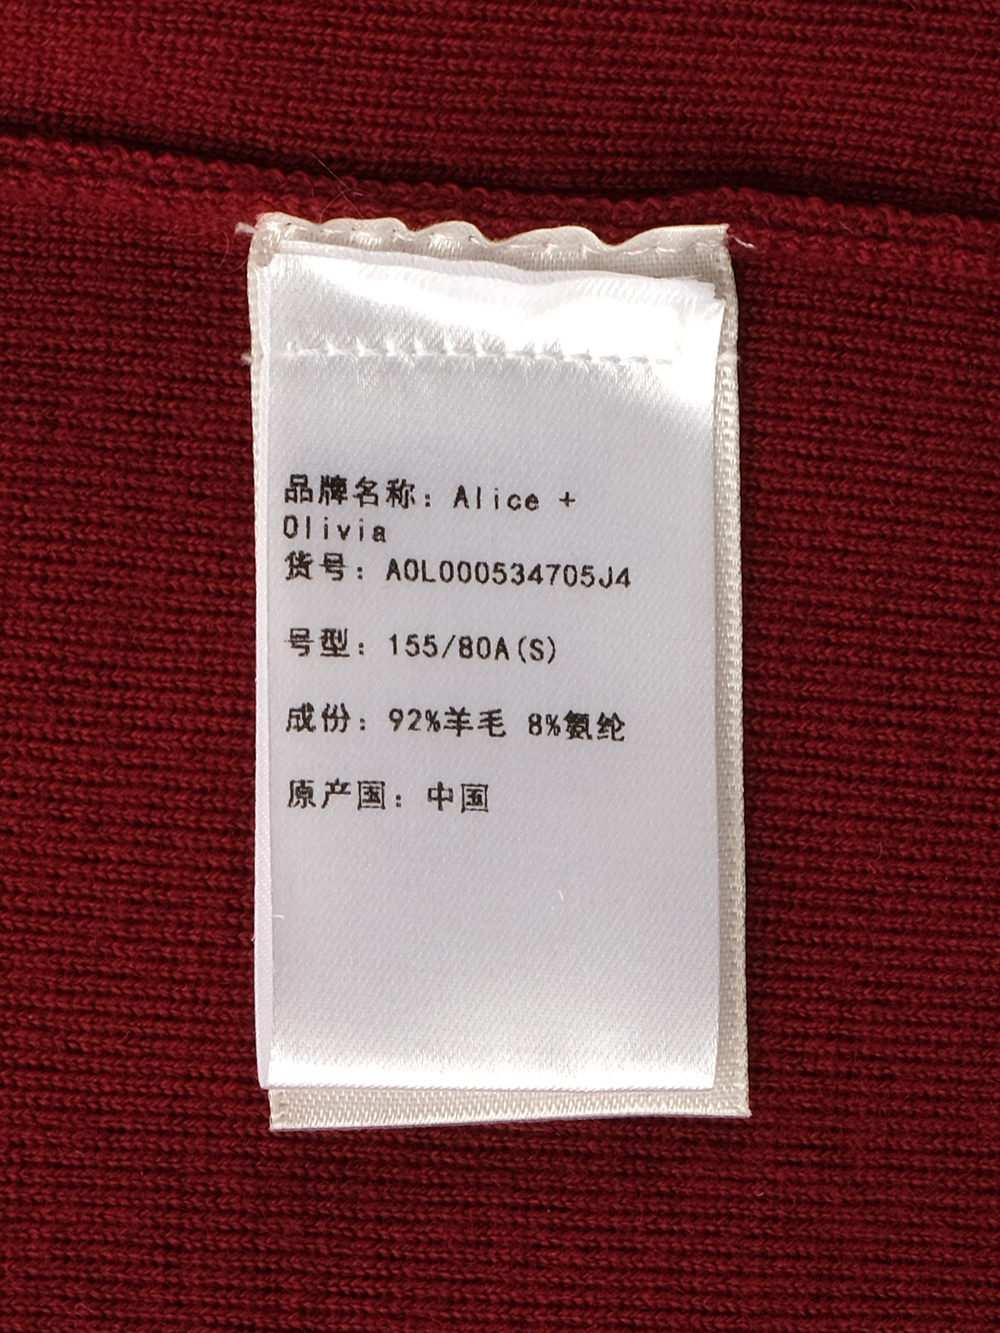 品牌名称：Alice +
Olivia
货号：AOL000534705J4
号型：155/80A(S)
成份：92%羊毛 8%氨纶
原产国：中国